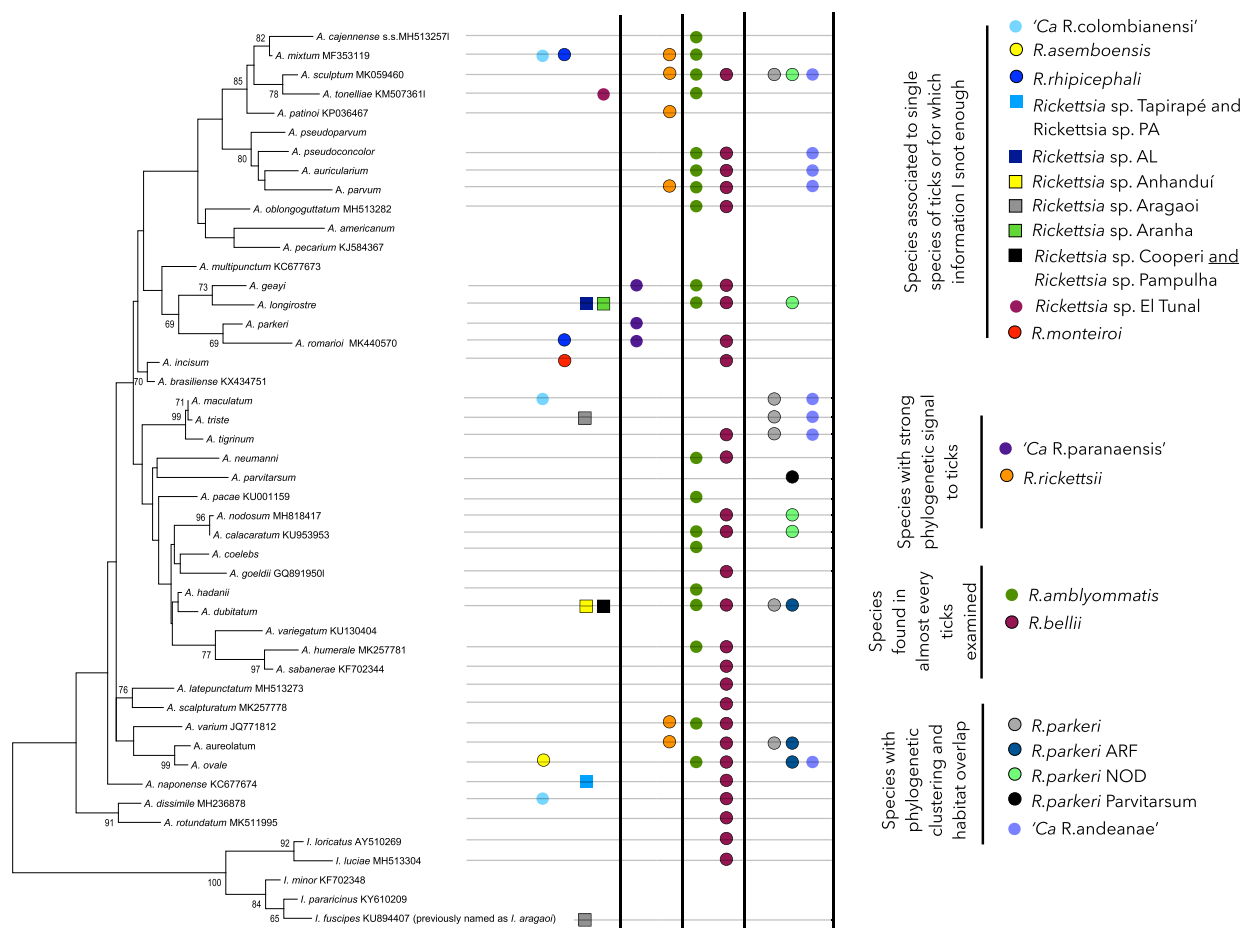 A. cajennense s.s.MH513257I
A. mixtum MF353119
A. sculptum MK059460
A. tonelliae KM507361I
A. patinoi KP036467
A. pseudoparvum
A. pseudoconcolor
A. auricularium
A. parvum
A. oblongoguttatum MH513282
A. americanum
A. pecarium KJ584367
A. multipunctum KC677673
A. geayi
A. longirostre
A. parkeri
A. romarioi MK440570
A. incisum
A. brasiliense KX434751
A. maculatum
A. triste
A. tigrinum
A. neumanni
A. parvitarsum
A. pacae KU001159
A. nodosum MH818417
A. calacaratum KU953953
A. coelebs
A. goeldii GQ891950I
A. hadanii
A. dubitatum
A. variegatum KU130404
A. humerale MK257781
A. sabanerae KF702344
A. latepunctatum MH513273
A. scalpturatum MK257778
A. varium JQ771812
A. aureolatum
A. ovale
A. naponense KC677674
A. dissimile MH236878
A. rotundatum MK511995
I. loricatus AY510269
I. luciae MH513304
I. minor KF702348
I. pararicinus KY610209
I. fuscipes KU894407 (previously named as I. aragaoi)
82
85
78
80
73
69
69
70
71
99
96
77
97
76
99
91
92
100
84
65
Species associated to single
species of ticks or for which
information I snot enough
'Ca R.colombianensi'
R.asemboensis
R.rhipicephali
Rickettsia sp. Tapirapé and
Rickettsia sp. PA
Rickettsia sp. AL
Rickettsia sp. Anhanduí
Rickettsia sp. Aragaoi
Rickettsia sp. Aranha
Rickettsia sp. Cooperi and
Rickettsia sp. Pampulha
Rickettsia sp. El Tunal
R.monteiroi
Species with strong
phylogenetic signal
to ticks
'Ca R.paranaensis'
R.rickettsii
Species
found in
almost every
ticks
examined
R.amblyommatis
R.bellii
Species with
phylogenetic
clustering and
habitat overlap
R.parkeri
R.parkeri ARF
R.parkeri NOD
R.parkeri Parvitarsum
'Ca R.andeanae'